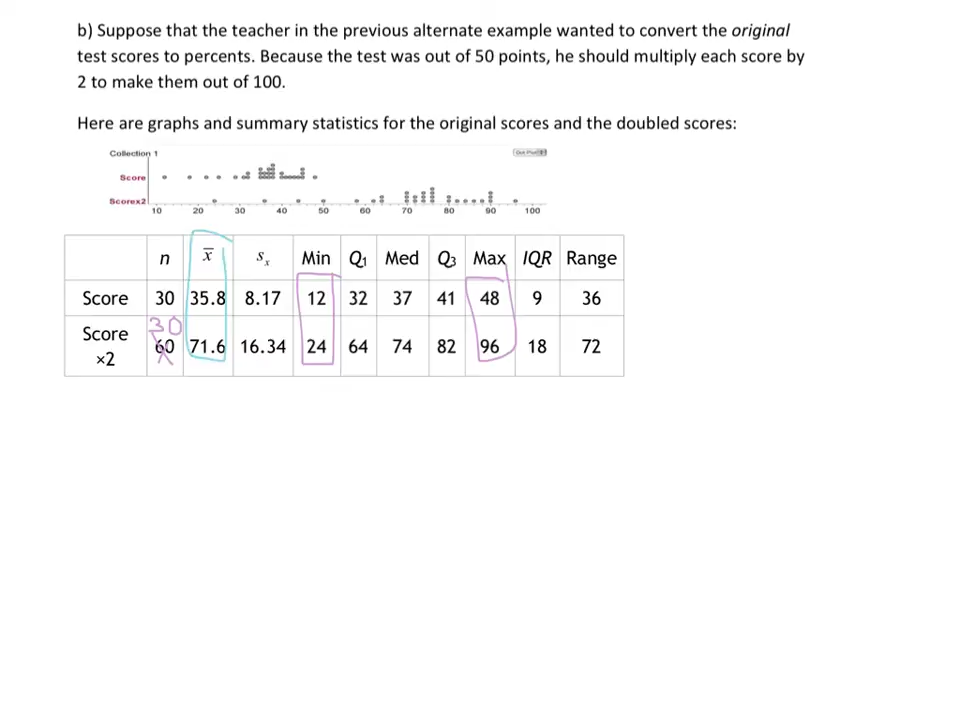 b) Suppose that the teacher in the previous alternate example wanted to convert the original
test scores to percents. Because the test was out of 50 points, he should multiply each score by
2 to make them out of 100.
Here are graphs and summary statistics for the original scores and the doubled scores:
Collection 1
Dot Plot
Score
Scorex2
10 20 30 40 50 60 70 80 90 100
n x̅ sₓ Min Q₁ Med Q₃ Max IQR Range
Score 30 35.8 8.17 12 32 37 41 48 9 36
30
Score ×2 60 71.6 16.34 24 64 74 82 96 18 72